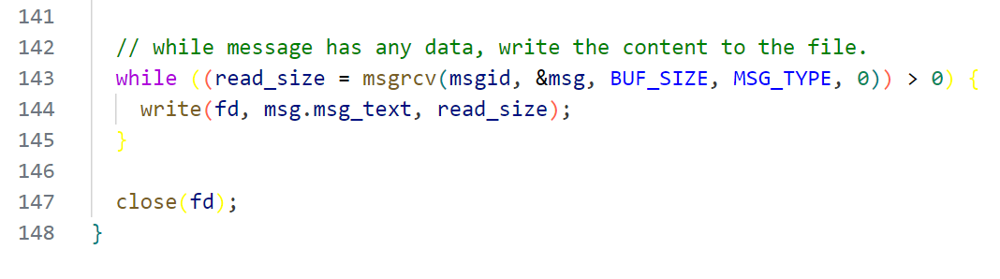 141
142 // while message has any data, write the content to the file.
143 while ((read_size = msgrcv(msgid, &msg, BUF_SIZE, MSG_TYPE, 0)) > 0) {
144 write(fd, msg.msg_text, read_size);
145 }
146
147 close(fd);
148 }